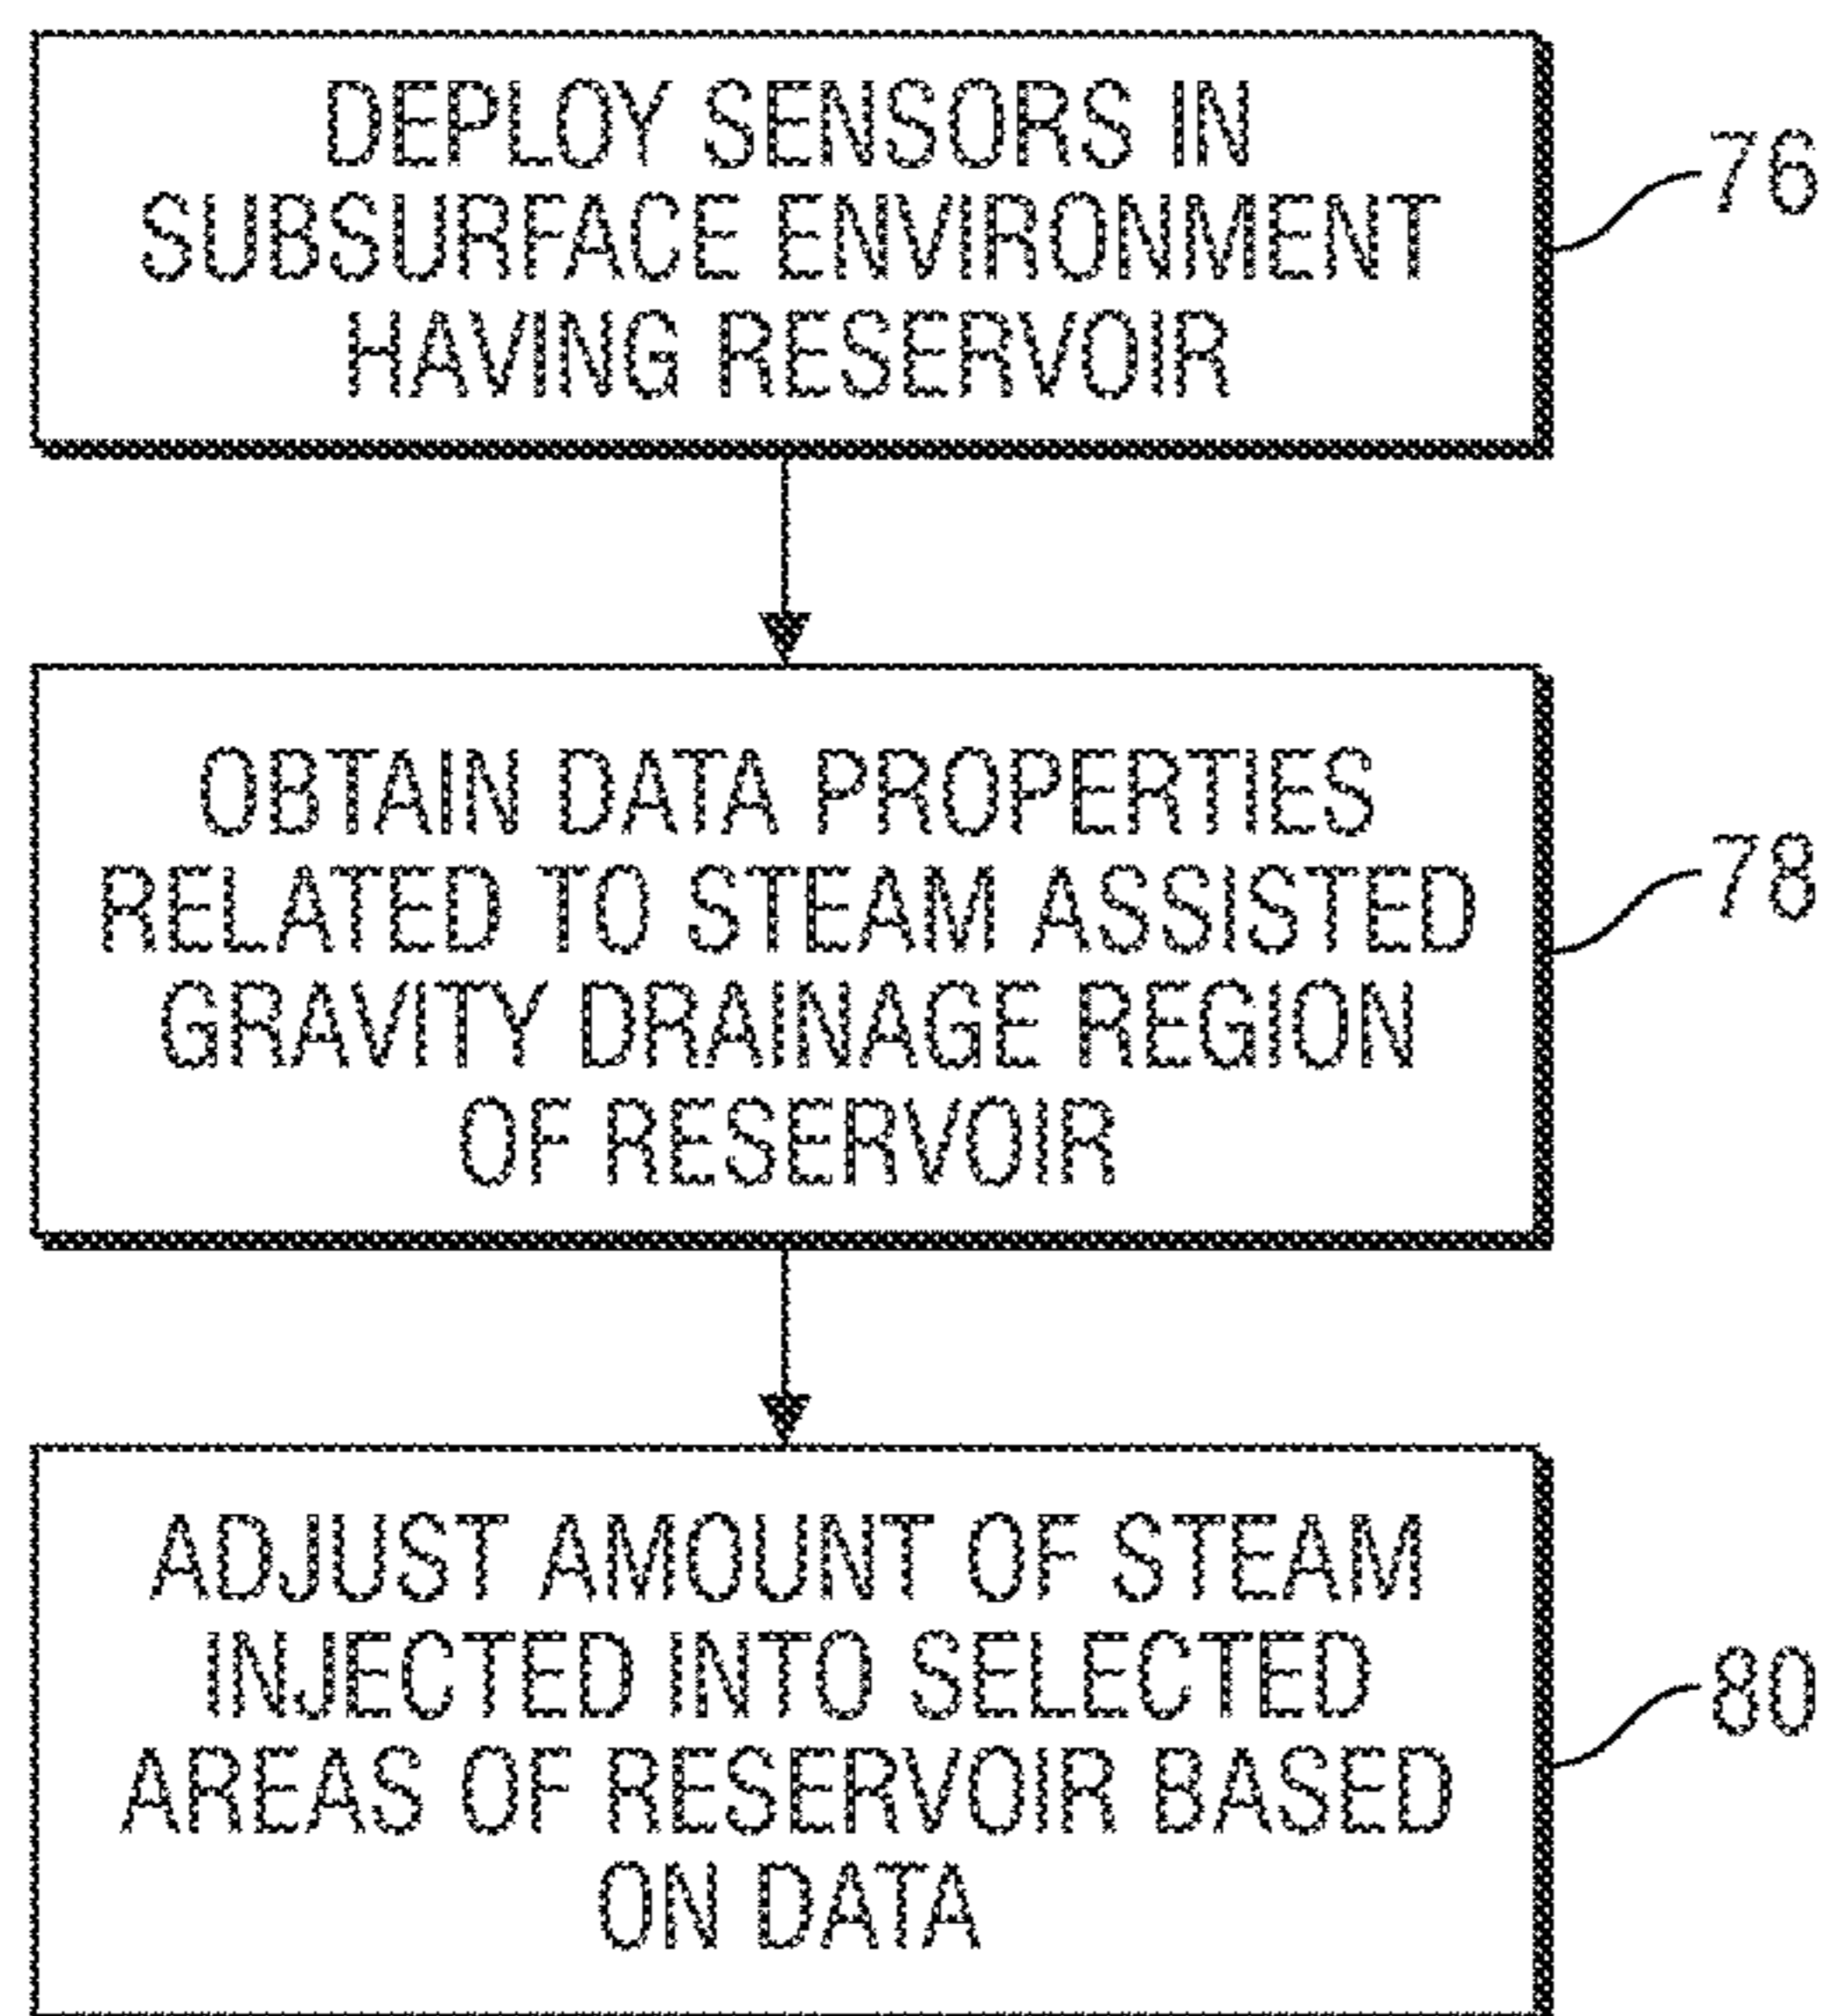 DEPLOY SENSORS IN
SUBSURFACE ENVIRONMENT
HAVING RESERVOIR
76
OBTAIN DATA PROPERTIES
RELATED TO STEAM ASSISTED
GRAVITY DRAINAGE REGION
OF RESERVOIR
78
ADJUST AMOUNT OF STEAM
INJECTED INTO SELECTED
AREAS OF RESERVOIR BASED
ON DATA
80